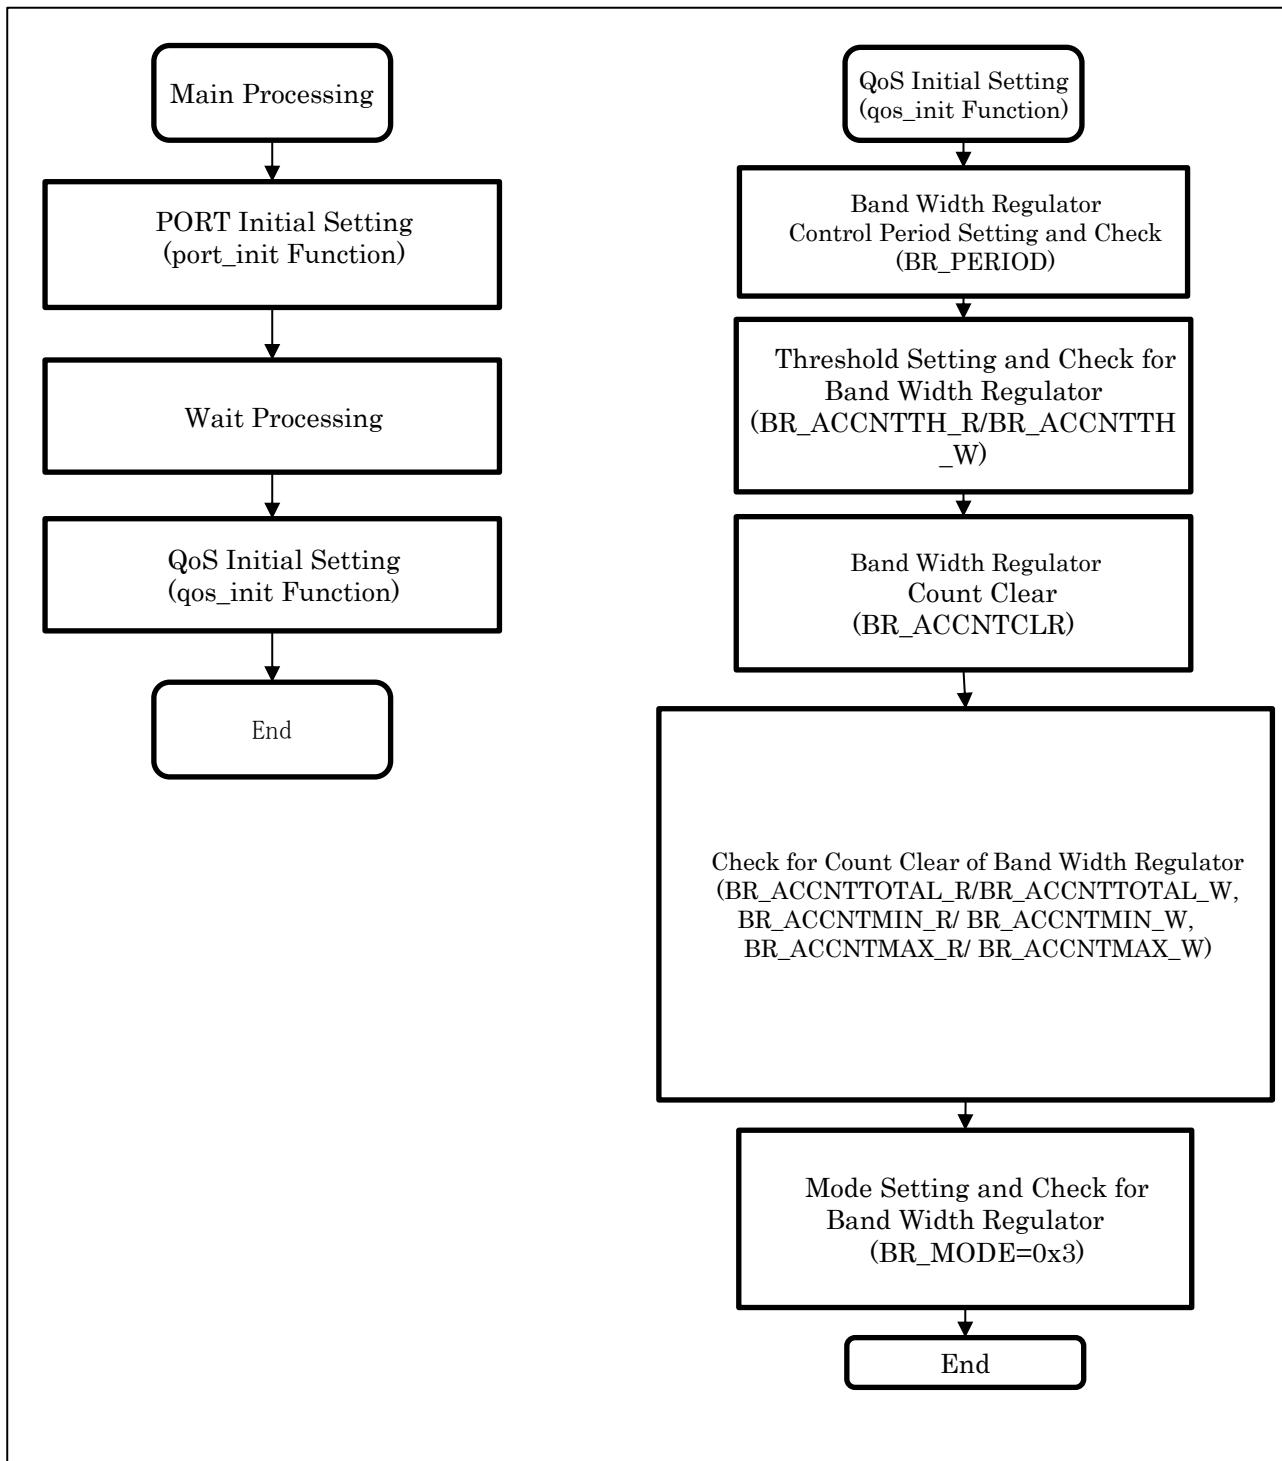 Main Processing
PORT Initial Setting
(port_init Function)
Wait Processing
QoS Initial Setting
(qos_init Function)
End
QoS Initial Setting
(qos_init Function)
Band Width Regulator
Control Period Setting and Check
(BR_PERIOD)
Threshold Setting and Check for
Band Width Regulator
(BR_ACCNTTH_R/BR_ACCNTTH
_W)
Band Width Regulator
Count Clear
(BR_ACCNTCLR)
Check for Count Clear of Band Width Regulator
(BR_ACCNTTOTAL_R/BR_ACCNTTOTAL_W,
BR_ACCNTMIN_R/ BR_ACCNTMIN_W,
BR_ACCNTMAX_R/ BR_ACCNTMAX_W)
Mode Setting and Check for
Band Width Regulator
(BR_MODE=0x3)
End